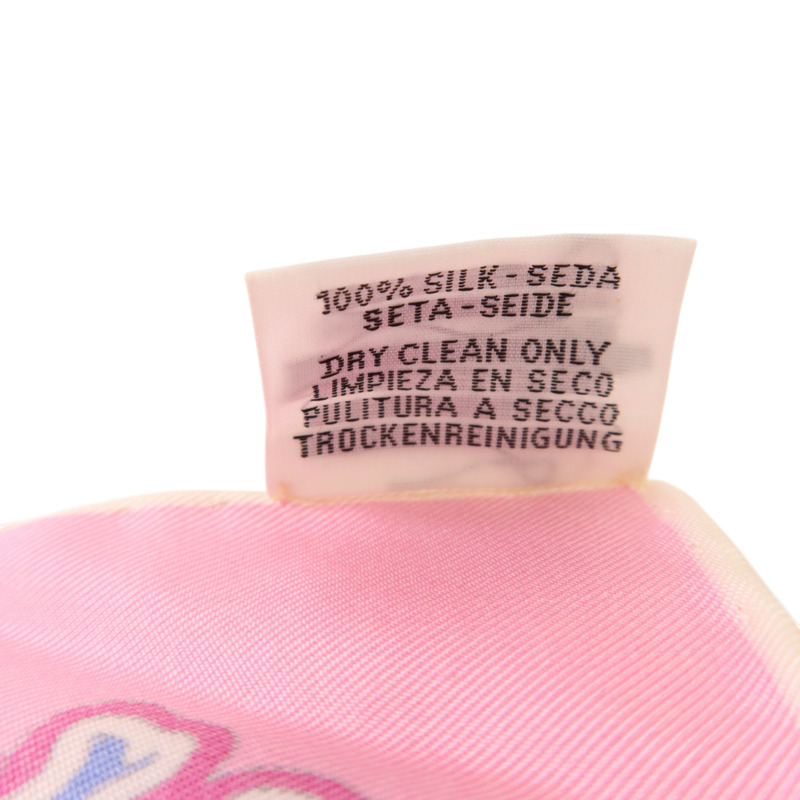 100% SILK - SEDA
SETA - SEIDE
DRY CLEAN ONLY
LIMPIEZA EN SECO
PULITURA A SECCO
TROCKENREINIGUNG